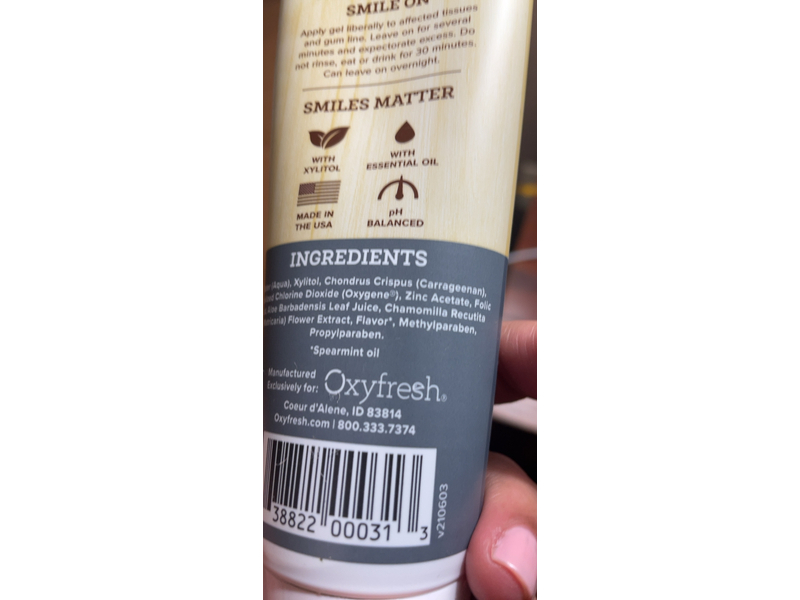 SMILE ON
Apply gel liberally to affected tissues
and gum line. Leave on for several
minutes and expectorate excess. Do
not rinse, eat or drink for 30 minutes.
Can leave on overnight.
SMILES MATTER
WITH
XYLITOL
WITH
ESSENTIAL OIL
MADE IN
THE USA
pH
BALANCED
INGREDIENTS
(Aqua), Xylitol, Chondrus Crispus (Carrageenan),
Chlorine Dioxide (Oxygene®), Zinc Acetate, Folic
Aloe Barbadensis Leaf Juice, Chamomilla Recutita
Flower Extract, Flavor*, Methylparaben,
Propylparaben.
*Spearmint oil
Manufactured
Exclusively for:
Oxyfresh®
Coeur d'Alene, ID 83814
Oxyfresh.com | 800.333.7374
38822 00031 3
v210603